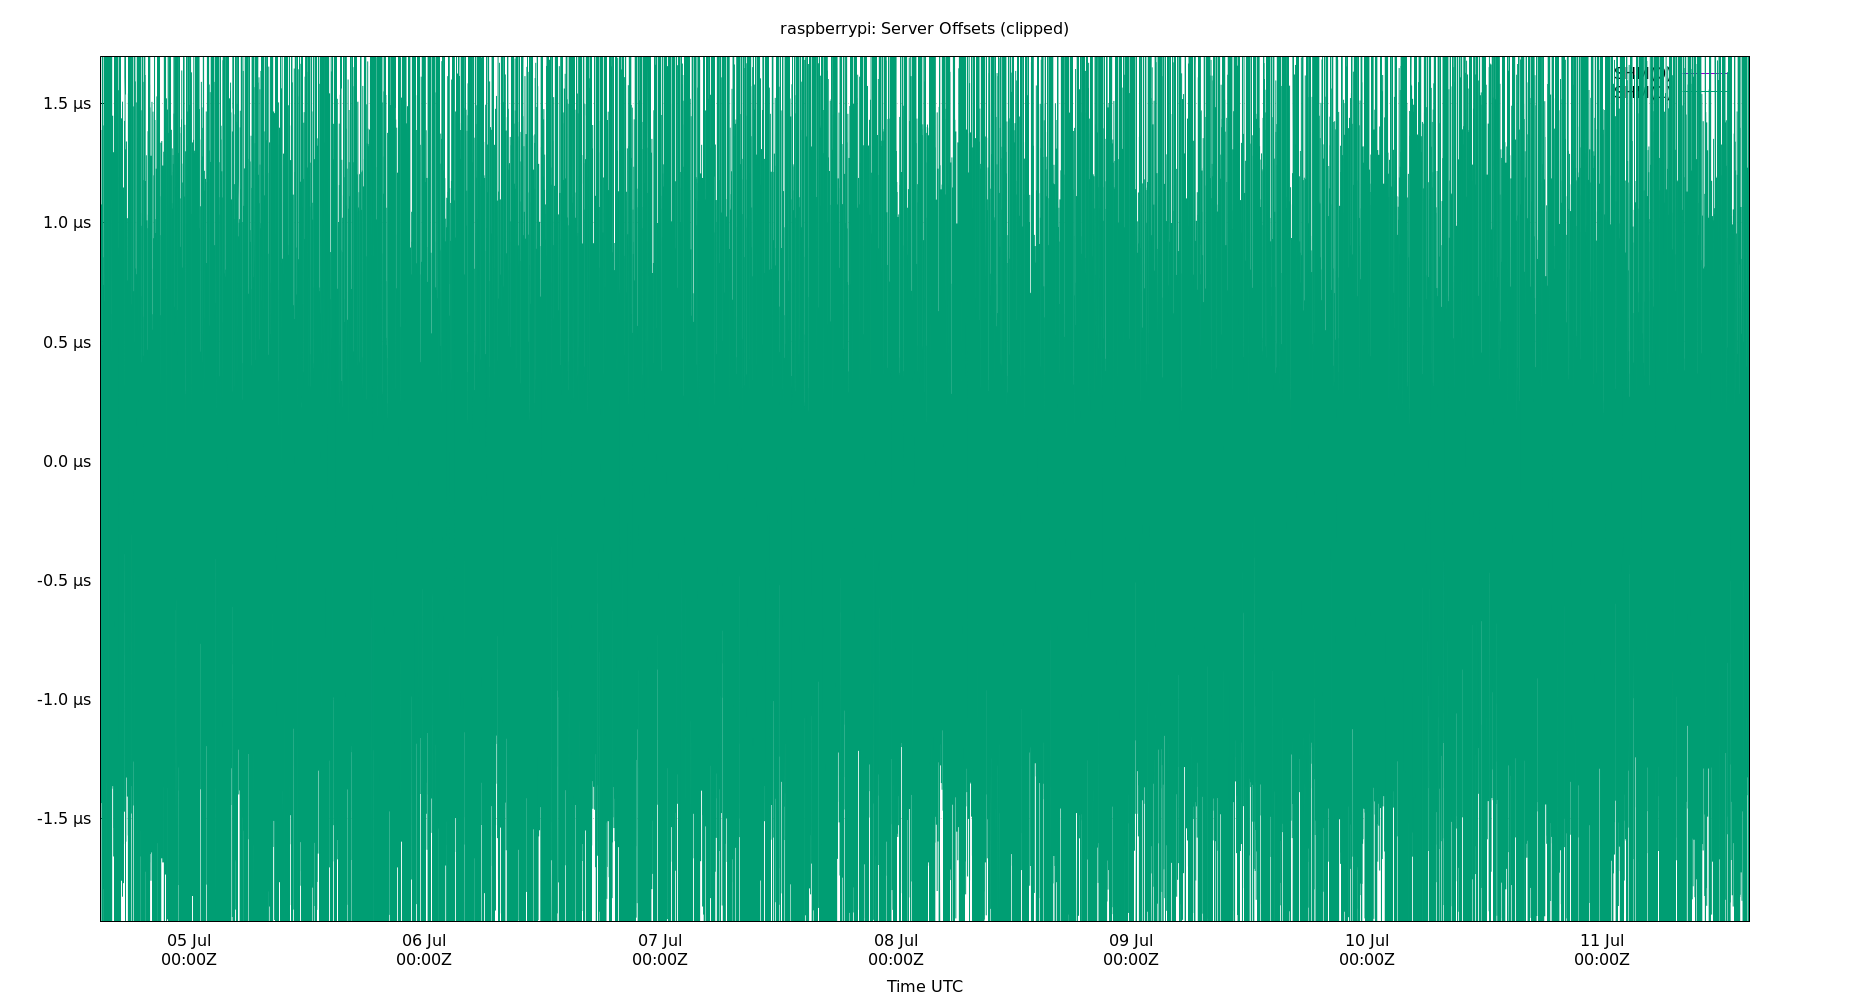 raspberrypi: Server Offsets (clipped)
1.5 µs
1.0 µs
0.5 µs
0.0 µs
-0.5 µs
-1.0 µs
-1.5 µs
05 Jul 06 Jul 07 Jul 08 Jul 09 Jul 10 Jul 11 Jul
00:00Z 00:00Z 00:00Z 00:00Z 00:00Z 00:00Z 00:00Z
Time UTC